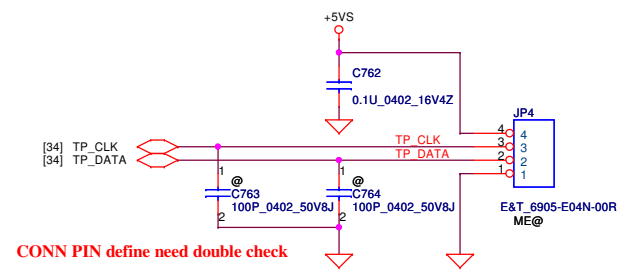 +5VS
C762
0.1U_0402_16V4Z
JP4
4 4
[34] TP_CLK TP_CLK 3 3
[34] TP_DATA TP_DATA 2 2
1 1
1 @ 1 @
C763 C764
100P_0402_50V8J 100P_0402_50V8J
2 2
E&T_6905-E04N-00R
ME@
CONN PIN define need double check